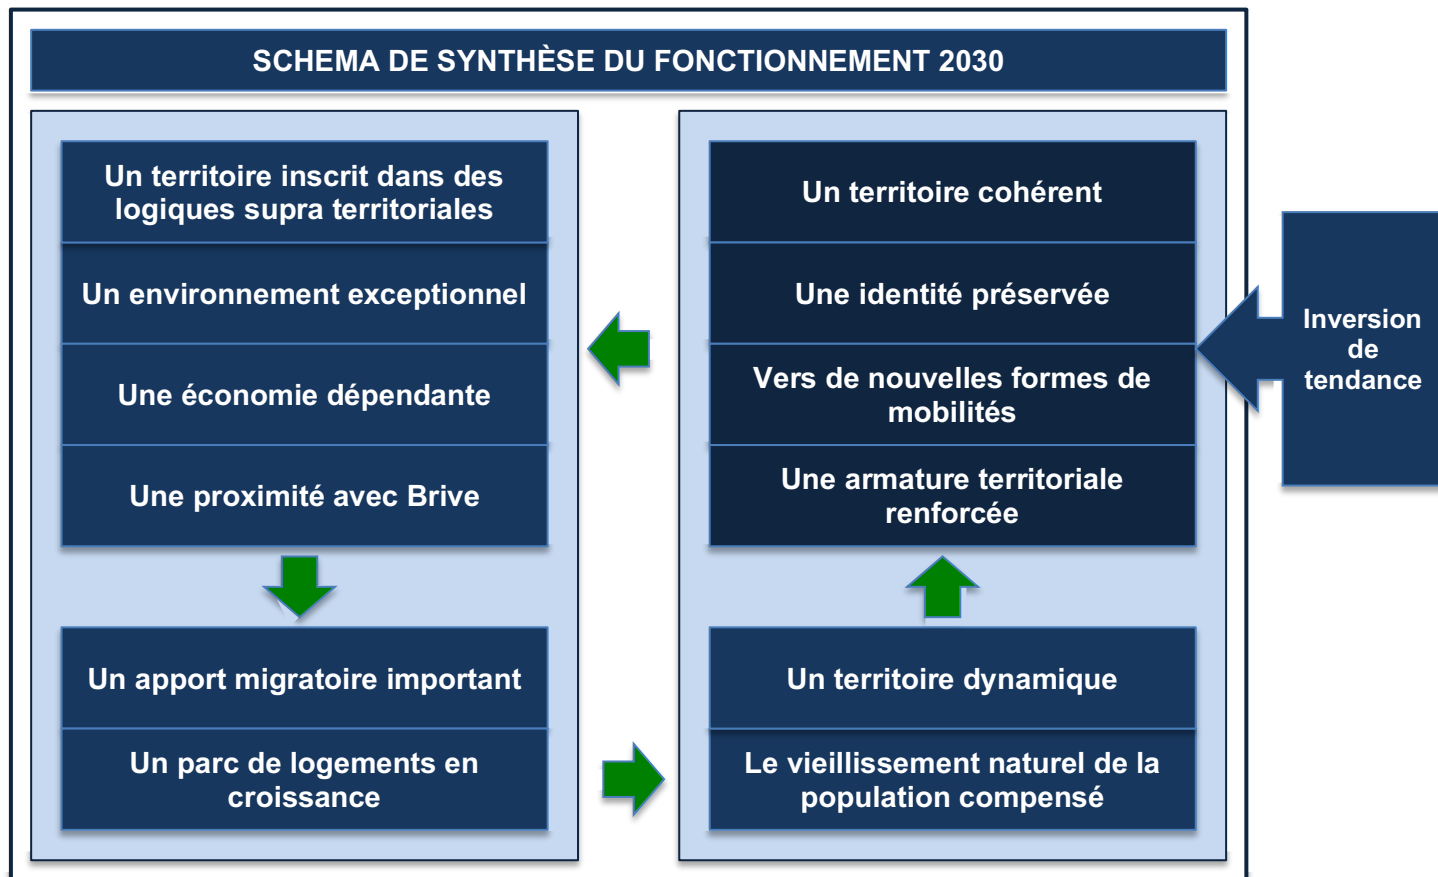 SCHEMA DE SYNTHÈSE DU FONCTIONNEMENT 2030
Un territoire inscrit dans des
logiques supra territoriales
Un environnement exceptionnel
Une économie dépendante
Une proximité avec Brive
Un apport migratoire important
Un parc de logements en
croissance
Un territoire cohérent
Une identité préservée
Vers de nouvelles formes de
mobilités
Une armature territoriale
renforcée
Un territoire dynamique
Le vieillissement naturel de la
population compensé
Inversion
de
tendance